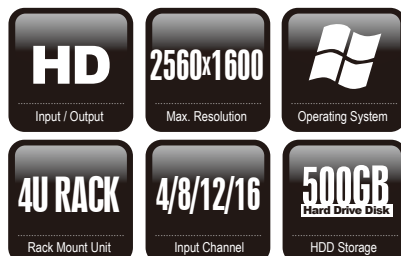 HD
Input / Output
2560x1600
Max. Resolution
Operating System
4U RACK
Rack Mount Unit
4/8/12/16
Input Channel
500GB
Hard Drive Disk
HDD Storage